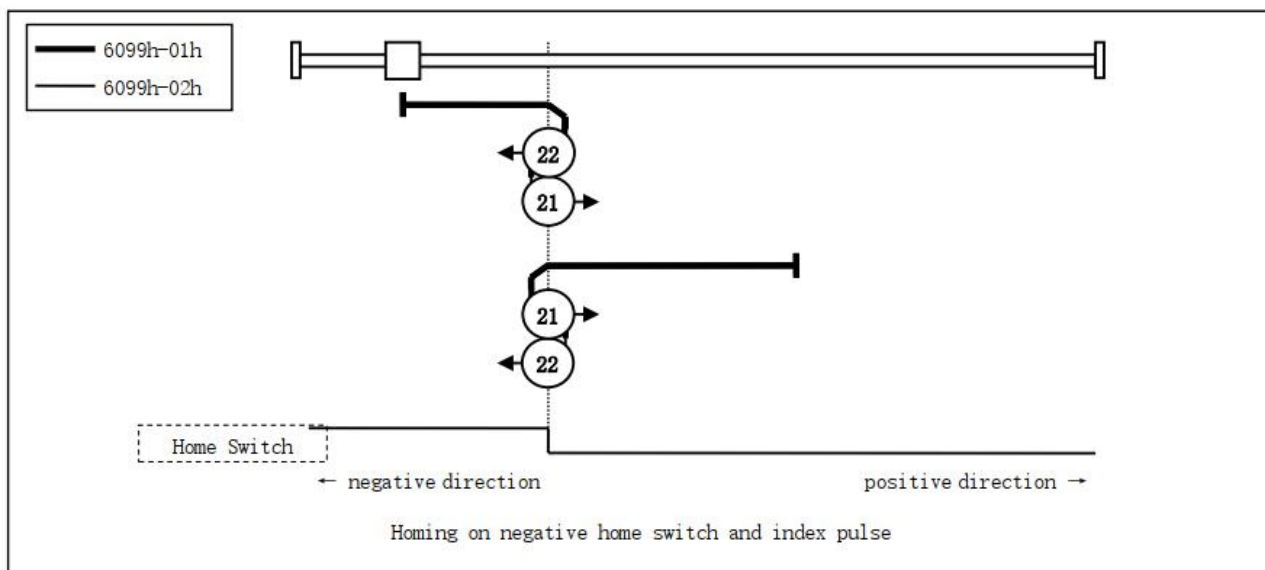 6099h-01h
6099h-02h
22
21
21
22
Home Switch
← negative direction
positive direction →
Homing on negative home switch and index pulse